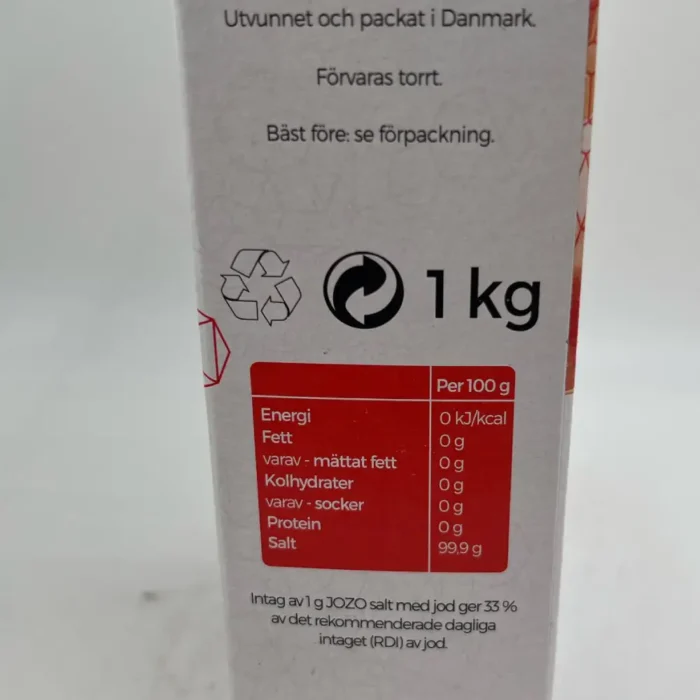 Utvunnet och packat i Danmark.
Förvaras torrt.
Bäst före: se förpackning.
1 kg
Per 100 g
Energi 0 kJ/kcal
Fett 0 g
varav - mättat fett 0 g
Kolhydrater 0 g
varav - socker 0 g
Protein 0 g
Salt 99,9 g
Intag av 1 g JOZO salt med jod ger 33 %
av det rekommenderade dagliga
intaget (RDI) av jod.